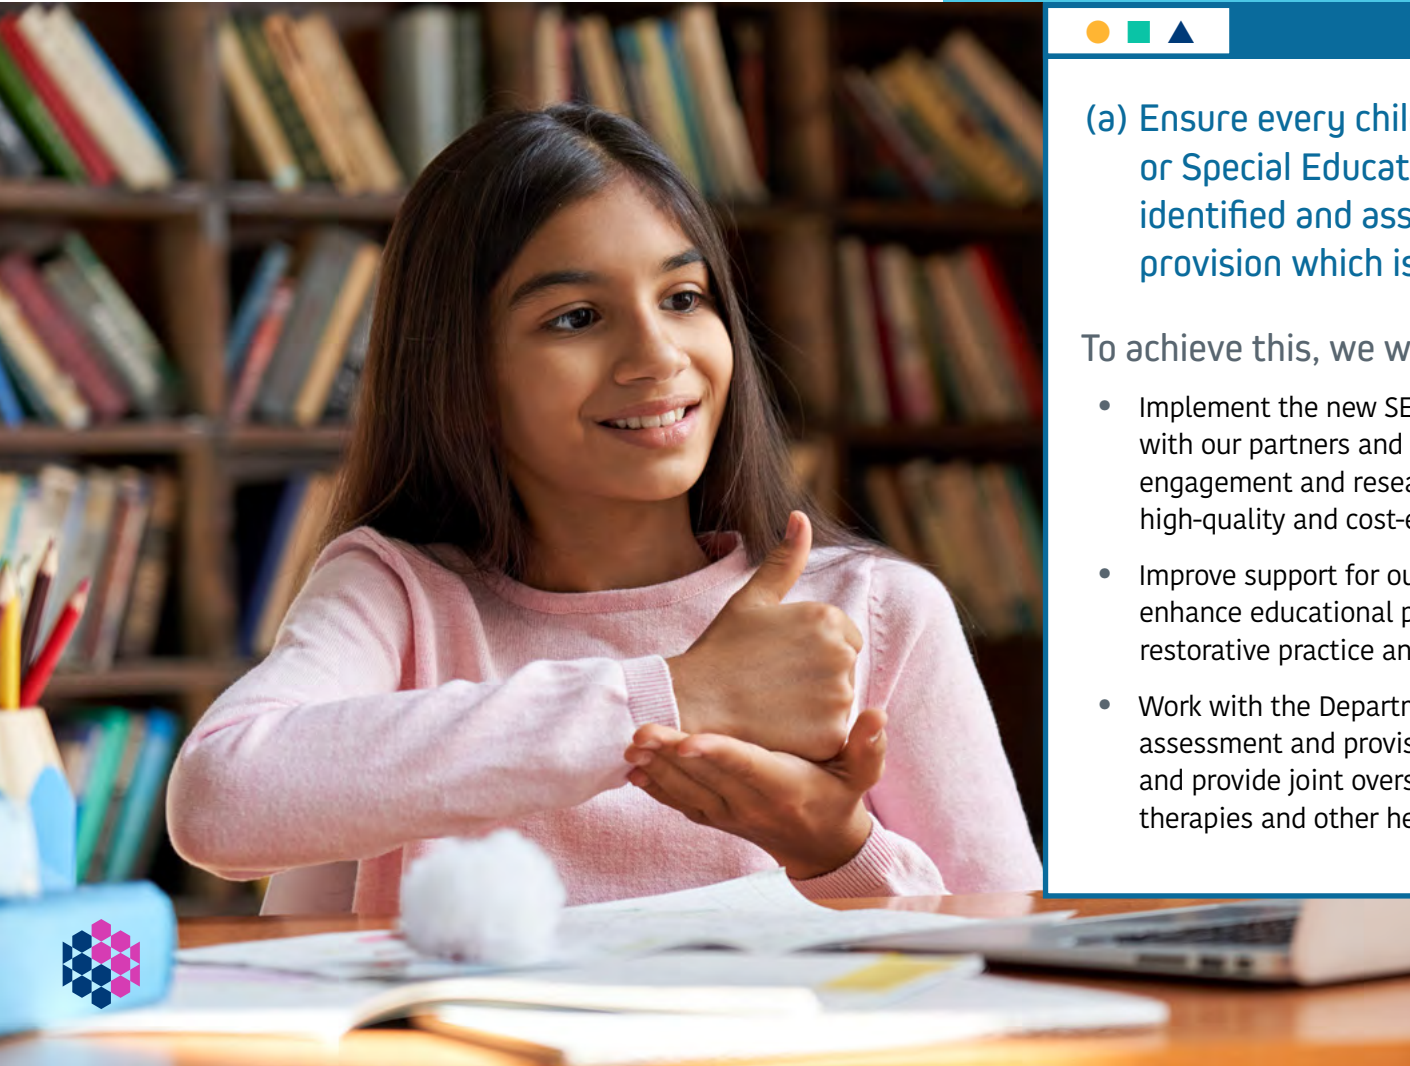 (a) Ensure every chil
or Special Educat
identified and ass
provision which is
To achieve this, we w
• Implement the new SE
with our partners and
engagement and resea
high-quality and cost-e
• Improve support for ou
enhance educational p
restorative practice an
• Work with the Departm
assessment and provis
and provide joint overs
therapies and other he